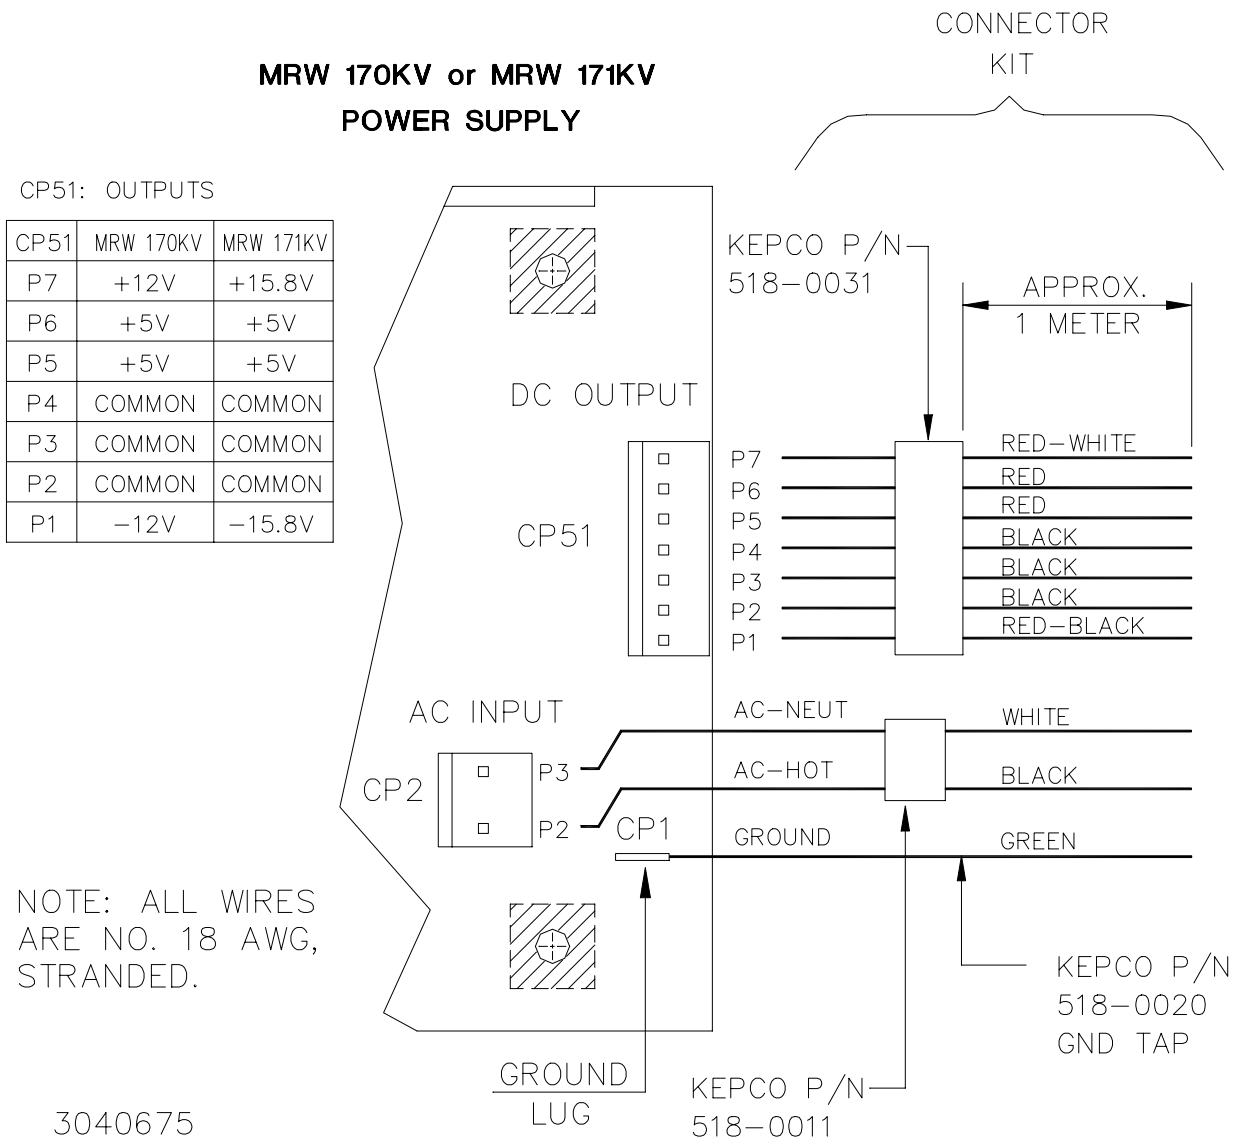 CONNECTOR
KIT
MRW 170KV or MRW 171KV
POWER SUPPLY
CP51: OUTPUTS
CP51 MRW 170KV MRW 171KV
P7 +12V +15.8V
P6 +5V +5V
P5 +5V +5V
P4 COMMON COMMON
P3 COMMON COMMON
P2 COMMON COMMON
P1 −12V −15.8V
KEPCO P/N
518−0031
APPROX.
1 METER
DC OUTPUT
CP51
P7 RED−WHITE
P6 RED
P5 RED
P4 BLACK
P3 BLACK
P2 BLACK
P1 RED−BLACK
AC INPUT
CP2
P3 AC−NEUT WHITE
P2 AC−HOT BLACK
CP1 GROUND GREEN
NOTE: ALL WIRES
ARE NO. 18 AWG,
STRANDED.
KEPCO P/N
518−0020
GND TAP
GROUND
LUG
KEPCO P/N
518−0011
3040675